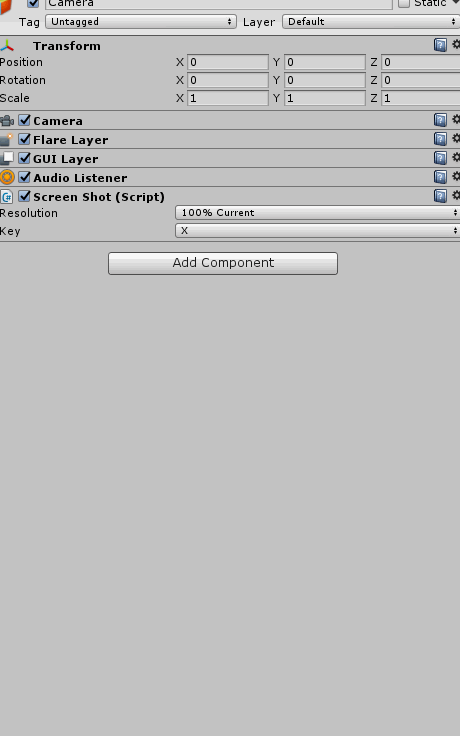 Camera Static
Tag Untagged Layer Default
Transform
Position X 0 Y 0 Z 0
Rotation X 0 Y 0 Z 0
Scale X 1 Y 1 Z 1
Camera
Flare Layer
GUI Layer
Audio Listener
Screen Shot (Script)
Resolution 100% Current
Key X
Add Component